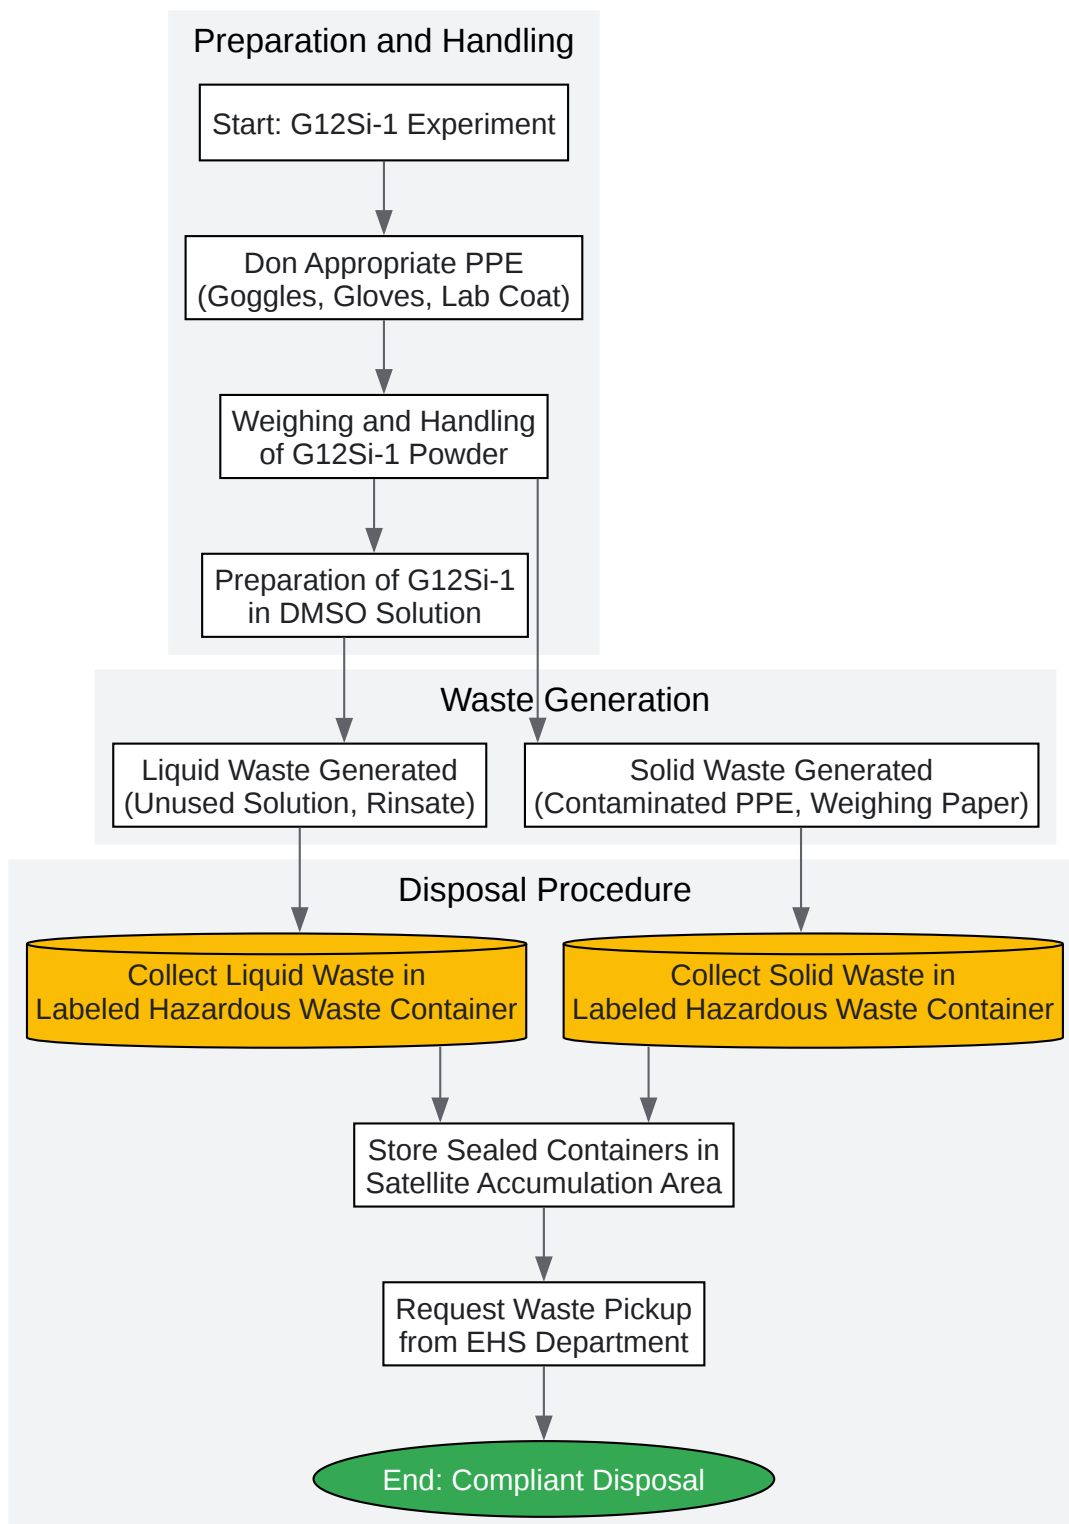 Preparation and Handling
Start: G12Si-1 Experiment
Don Appropriate PPE
(Goggles, Gloves, Lab Coat)
Weighing and Handling
of G12Si-1 Powder
Preparation of G12Si-1
in DMSO Solution
Waste Generation
Liquid Waste Generated
(Unused Solution, Rinsate)
Solid Waste Generated
(Contaminated PPE, Weighing Paper)
Disposal Procedure
Collect Liquid Waste in
Labeled Hazardous Waste Container
Collect Solid Waste in
Labeled Hazardous Waste Container
Store Sealed Containers in
Satellite Accumulation Area
Request Waste Pickup
from EHS Department
End: Compliant Disposal